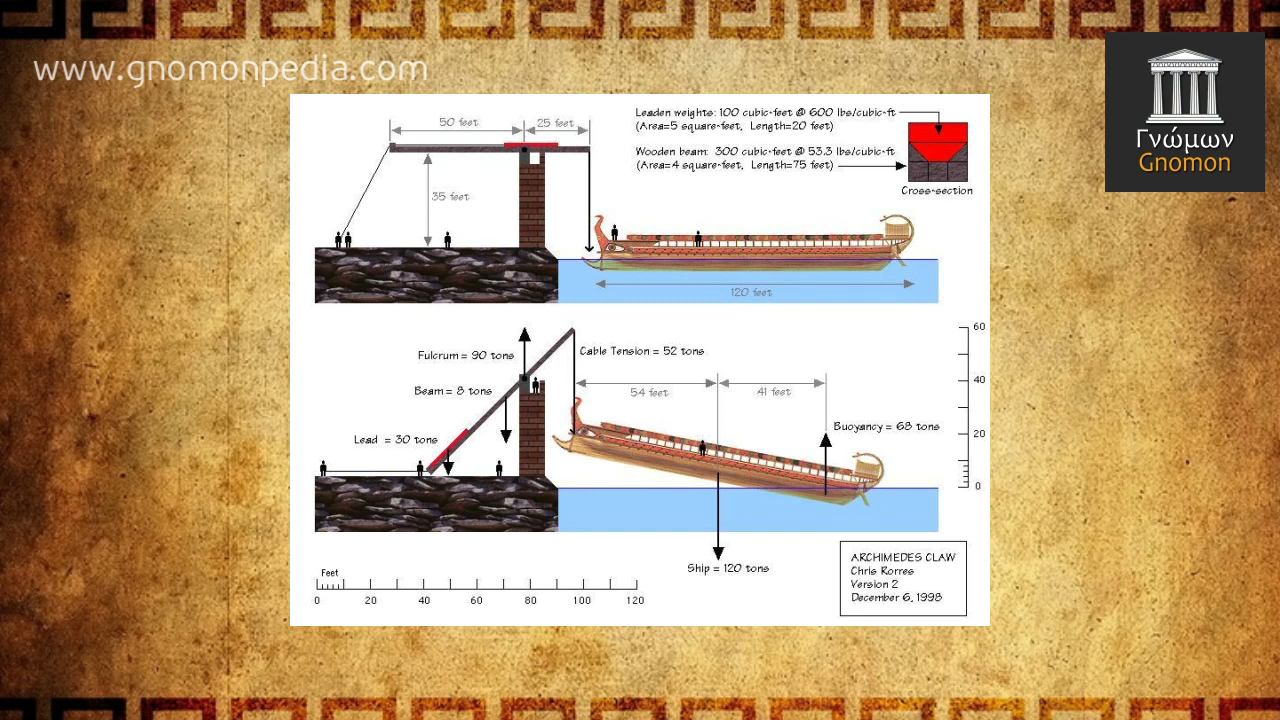 www.gnomonpedia.com
Γνώμων
Gnomon
50 feet
25 feet
35 feet
Leaden weights: 100 cubic-feet @ 600 lbs/cubic-ft
(Area=5 square-feet, Length=20 feet)
Wooden beam: 300 cubic-feet @ 53.3 lbs/cubic-ft
(Area=4 square-feet, Length=75 feet)
Cross-section
120 feet
Fulcrum = 90 tons
Cable Tension = 52 tons
Beam = 8 tons
54 feet
41 feet
Lead = 30 tons
Buoyancy = 68 tons
60
40
20
0
Ship = 120 tons
Feet
0 20 40 60 80 100 120
ARCHIMEDES CLAW
Chris Rorres
Version 2
December 6, 1998